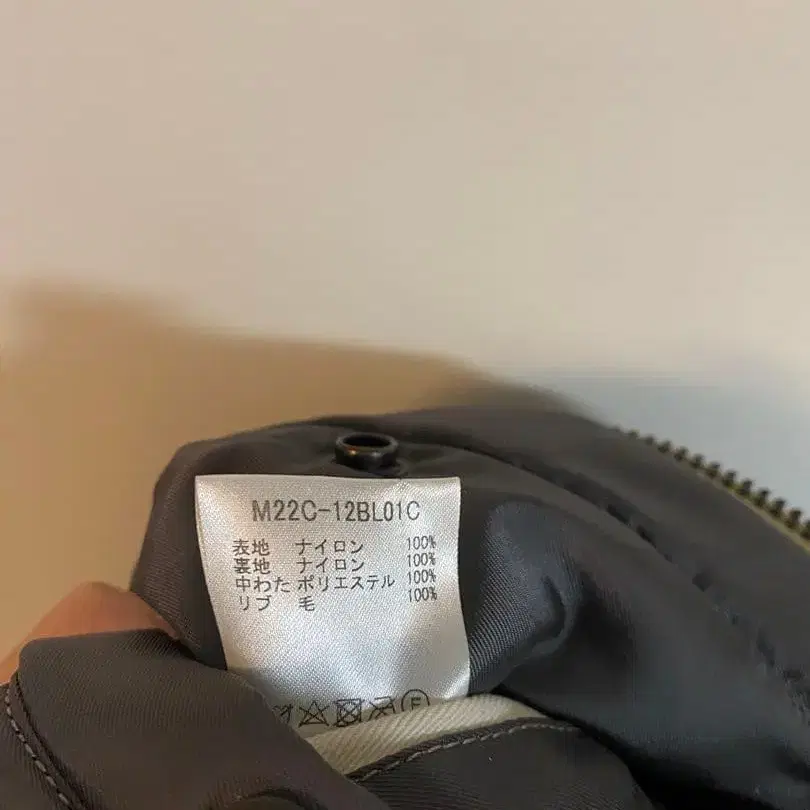 M22C-12BL01C
表地 ナイロン 100%
裏地 ナイロン 100%
中わた ポリエステル 100%
リブ 毛 100%
F